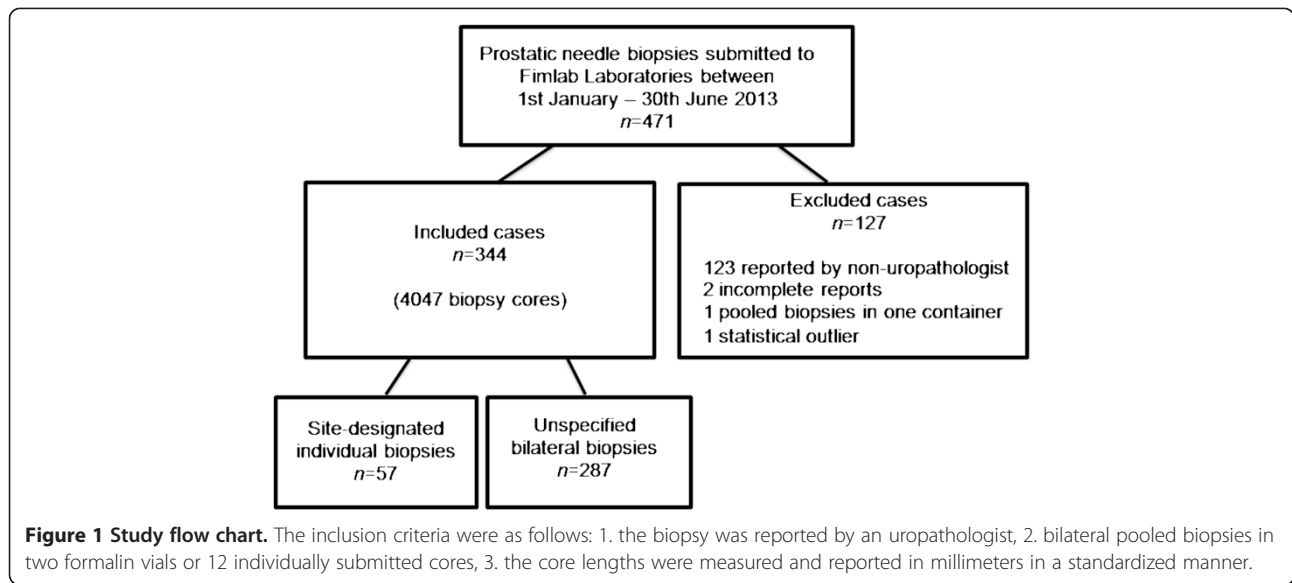 Prostatic needle biopsies submitted to
Fimlab Laboratories between
1st January – 30th June 2013
n=471
Included cases
n=344
(4047 biopsy cores)
Excluded cases
n=127
123 reported by non-uropathologist
2 incomplete reports
1 pooled biopsies in one container
1 statistical outlier
Site-designated
individual biopsies
n=57
Unspecified
bilateral biopsies
n=287
Figure 1 Study flow chart. The inclusion criteria were as follows: 1. the biopsy was reported by an uropathologist, 2. bilateral pooled biopsies in
two formalin vials or 12 individually submitted cores, 3. the core lengths were measured and reported in millimeters in a standardized manner.